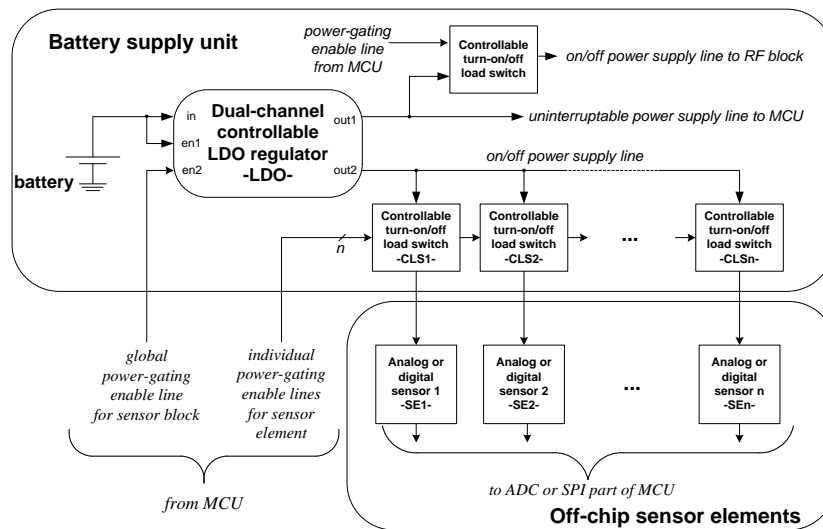 Battery supply unit
power-gating
enable line
from MCU
Controllable
turn-on/off
load switch
on/off power supply line to RF block
in
en1
en2
Dual-channel
controllable
LDO regulator
-LDO-
out1
out2
uninterruptable power supply line to MCU
on/off power supply line
battery
n
Controllable
turn-on/off
load switch
-CLS1-
Controllable
turn-on/off
load switch
-CLS2-
...
Controllable
turn-on/off
load switch
-CLSn-
global
power-gating
enable line
for sensor block
individual
power-gating
enable lines
for sensor
element
Analog or
digital
sensor 1
-SE1-
Analog or
digital
sensor 2
-SE2-
...
Analog or
digital
sensor n
-SEn-
from MCU
to ADC or SPI part of MCU
Off-chip sensor elements